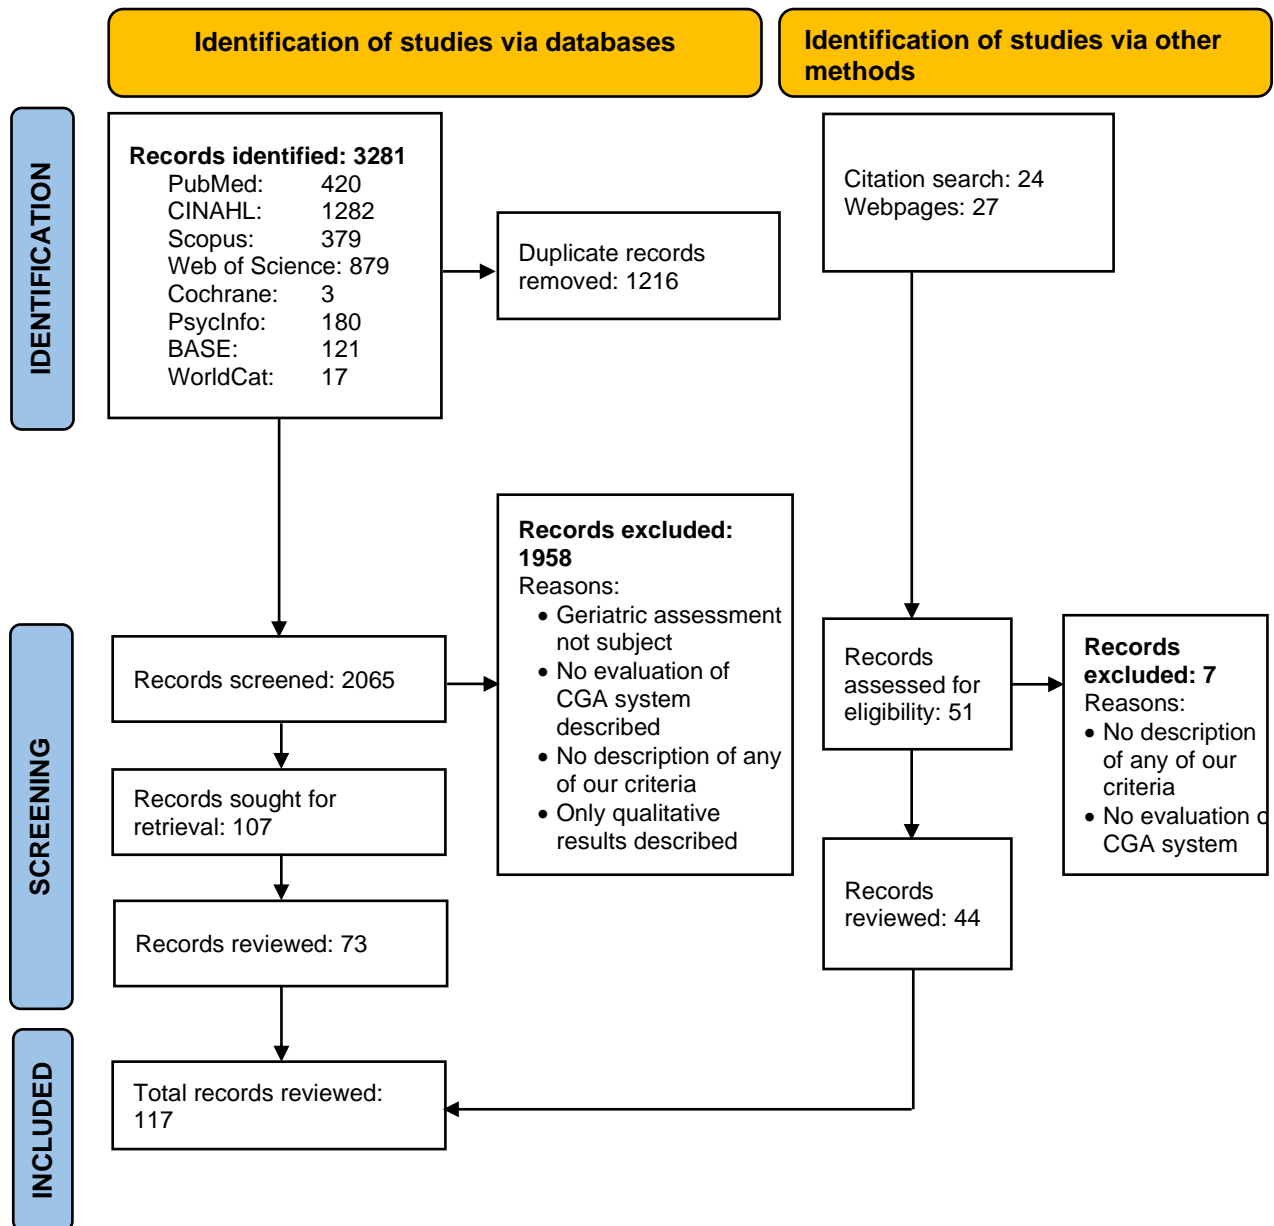 Identification of studies via databases
Identification of studies via other
methods
IDENTIFICATION
Records identified: 3281
PubMed: 420
CINAHL: 1282
Scopus: 379
Web of Science: 879
Cochrane: 3
PsycInfo: 180
BASE: 121
WorldCat: 17
Duplicate records
removed: 1216
Citation search: 24
Webpages: 27
SCREENING
Records screened: 2065
Records excluded:
1958
Reasons:
• Geriatric assessment
not subject
• No evaluation of
CGA system
described
• No description of any
of our criteria
• Only qualitative
results described
Records sought for
retrieval: 107
Records reviewed: 73
Records
assessed for
eligibility: 51
Records
excluded: 7
Reasons:
• No description
of any of our
criteria
• No evaluation
CGA system
Records
reviewed: 44
INCLUDED
Total records reviewed:
117